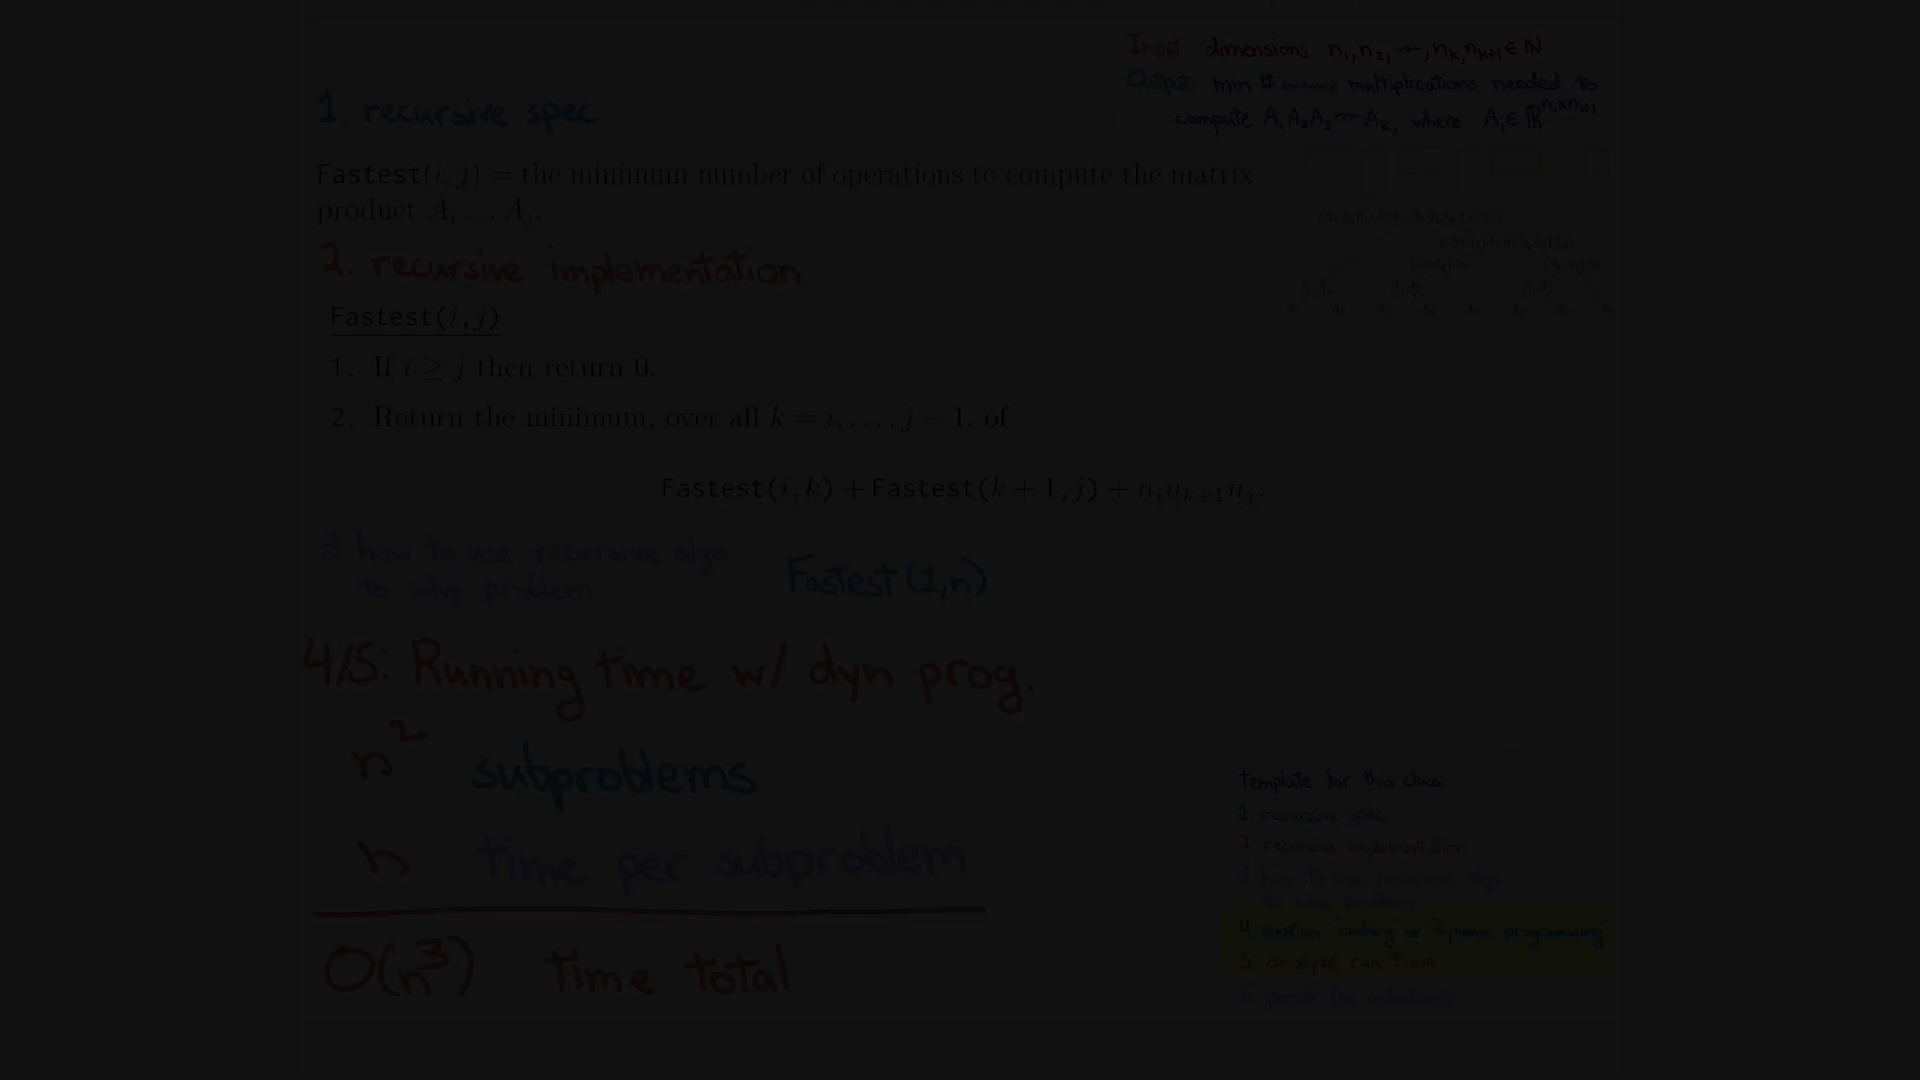 Input dimensions n₁, n₂, ~, nₖ, nₖ₊₁ ∈ ℕ
Output: min # multiplications needed to
compute A₁A₂A₃~Aₖ, where Aᵢ ∈ ℝ^{nᵢ×nᵢ₊₁}
1. recursive spec
Fastest(i, j) = the minimum number of operations to compute the matrix
product Aᵢ . . . Aⱼ.
2. recursive implementation
Fastest(i, j)
1. If i ≥ j then return 0.
2. Return the minimum, over all k = i, . . . , j − 1, of
Fastest(i, k) + Fastest(k + 1, j) + nᵢnₖ₊₁nⱼ.
3. how to use recursive algo
to solve problem
Fastest (1,n)
4/5: Running time w/ dyn prog.
n² subproblems
n time per subproblem
O(n³) time total
template for this class
1. recursive spec
2. recursive implementation
3. how to use recursive algo
to solve problem
4. mention "caching" or "dynamic programming"
5. analyze run time
6. proof (by induction)